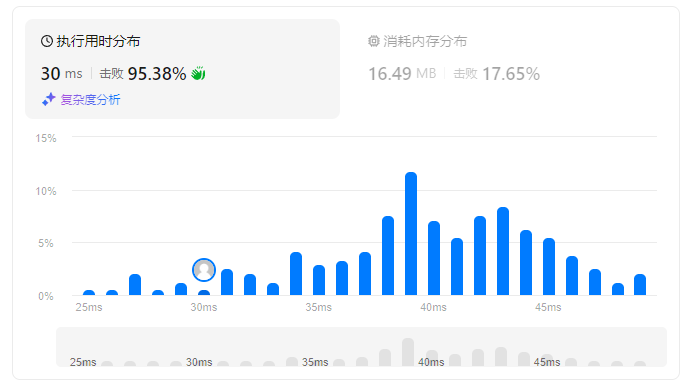 执行用时分布
30 ms 击败 95.38%
复杂度分析
消耗内存分布
16.49 MB 击败 17.65%
15%
10%
5%
0%
25ms 30ms 35ms 40ms 45ms
25ms 30ms 35ms 40ms 45ms